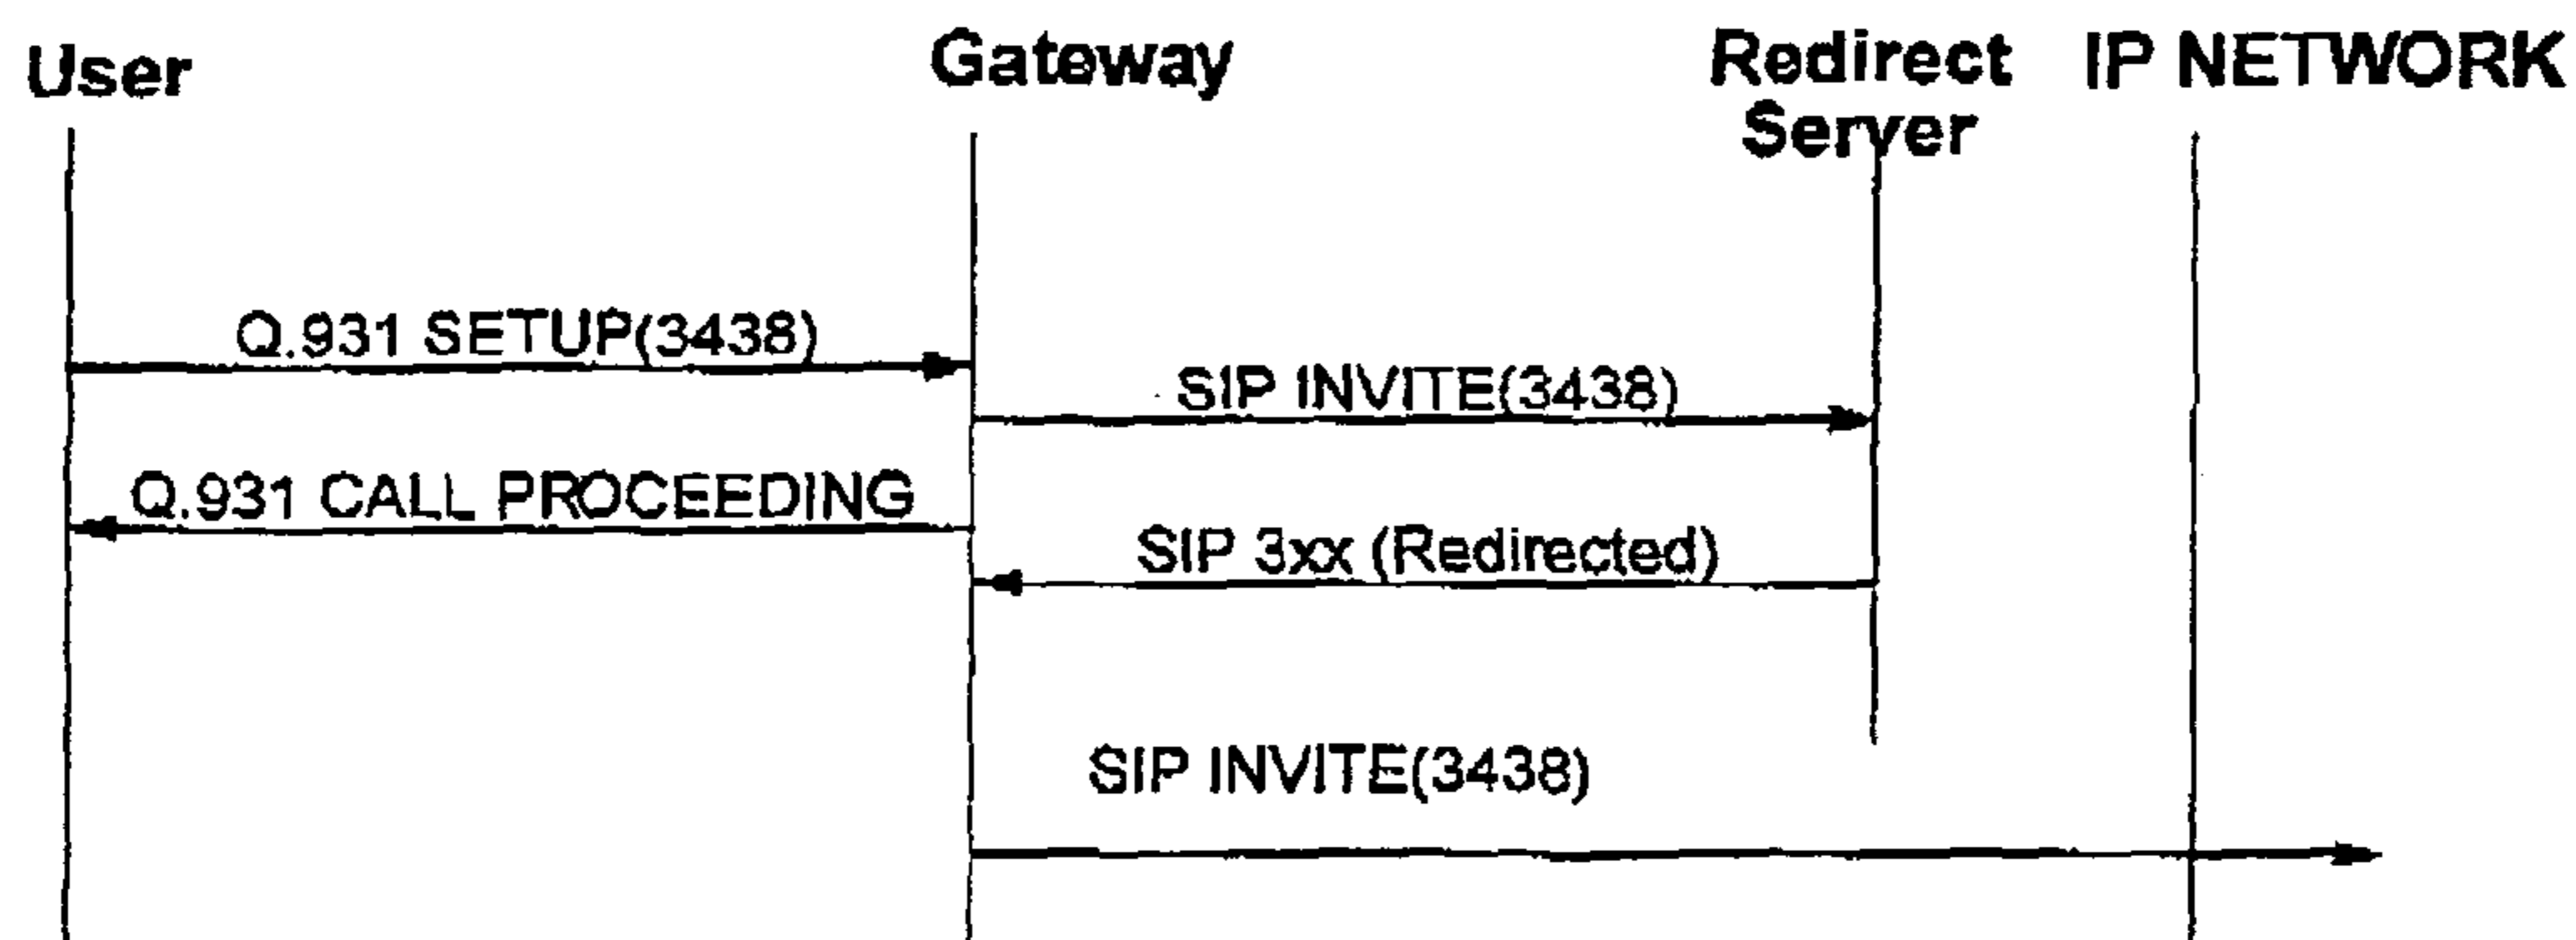 User
Gateway
Redirect
Server
IP NETWORK
Q.931 SETUP(3438)
SIP INVITE(3438)
Q.931 CALL PROCEEDING
SIP 3xx (Redirected)
SIP INVITE(3438)